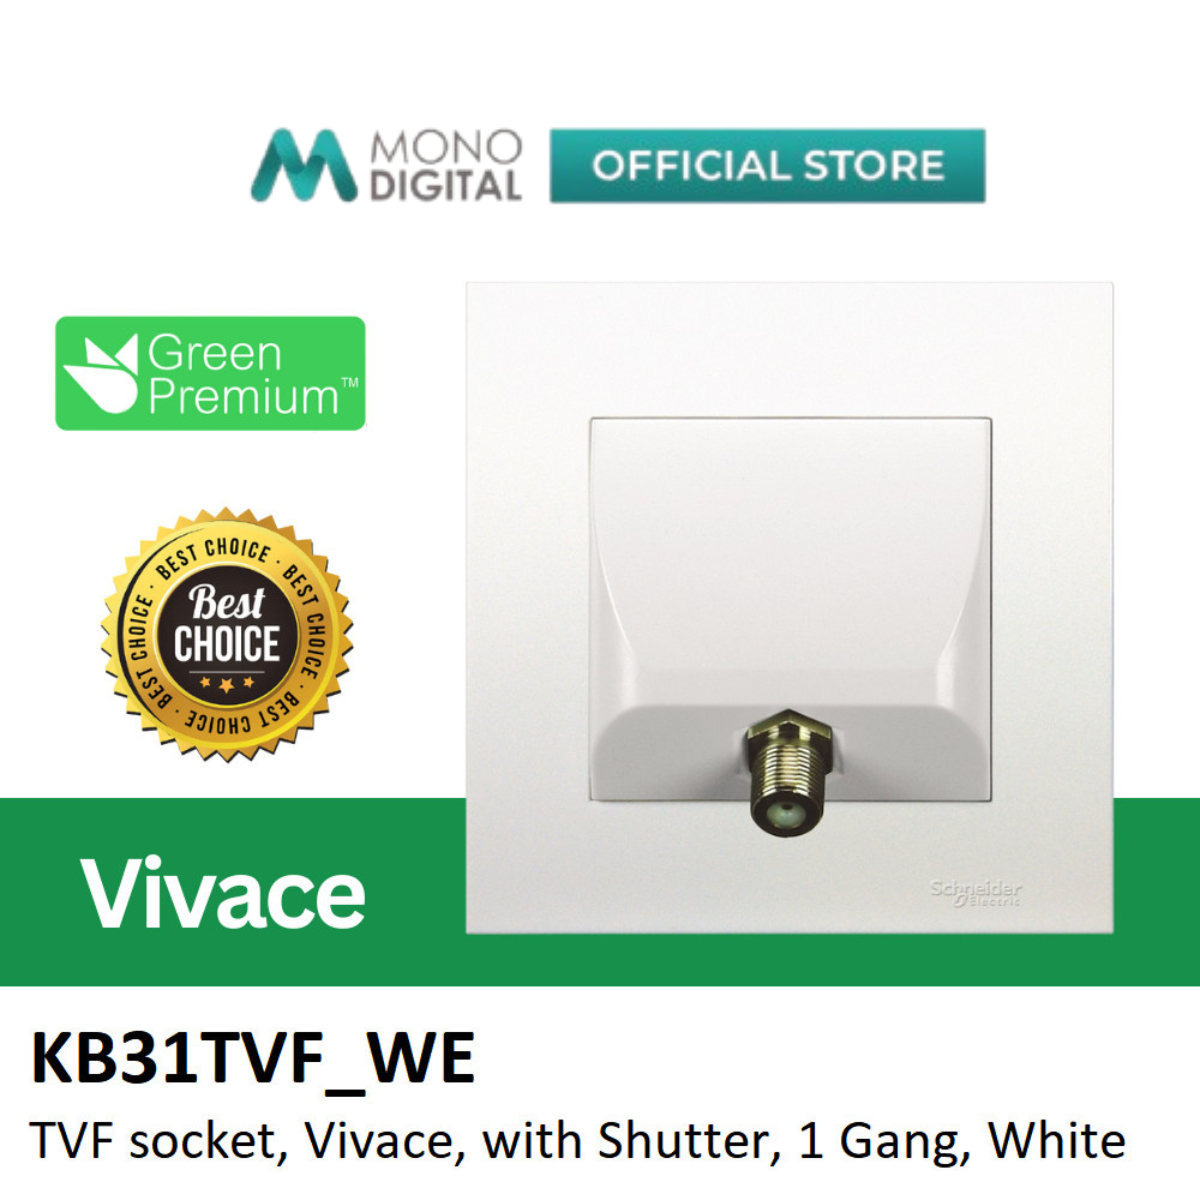 MONO
DIGITAL
OFFICIAL STORE
Green
Premium™
BEST CHOICE · BEST CHOICE · BEST CHOICE · BEST CHOICE ·
Best
CHOICE
Vivace
Schneider
Electric
KB31TVF_WE
TVF socket, Vivace, with Shutter, 1 Gang, White